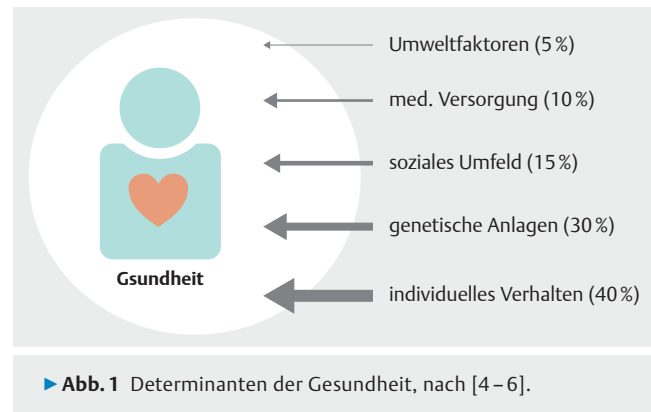 Umweltfaktoren (5 %)
med. Versorgung (10 %)
soziales Umfeld (15 %)
genetische Anlagen (30 %)
individuelles Verhalten (40 %)
Gsundheit
▶ Abb. 1 Determinanten der Gesundheit, nach [4 – 6].